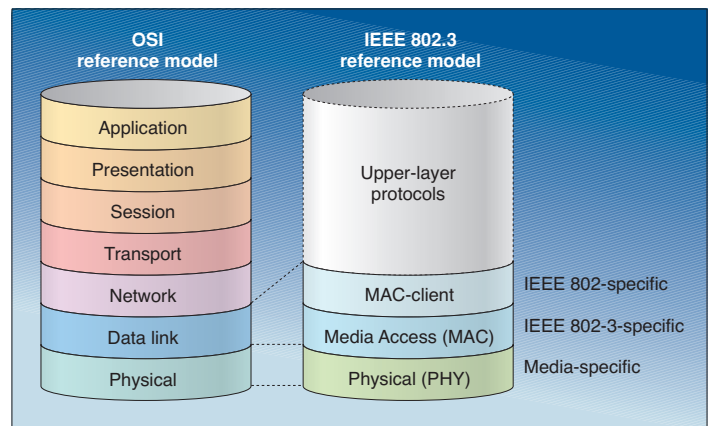 OSI
reference model
IEEE 802.3
reference model
Application
Presentation
Session
Transport
Network
Data link
Physical
Upper-layer
protocols
MAC-client
Media Access (MAC)
Physical (PHY)
IEEE 802-specific
IEEE 802-3-specific
Media-specific